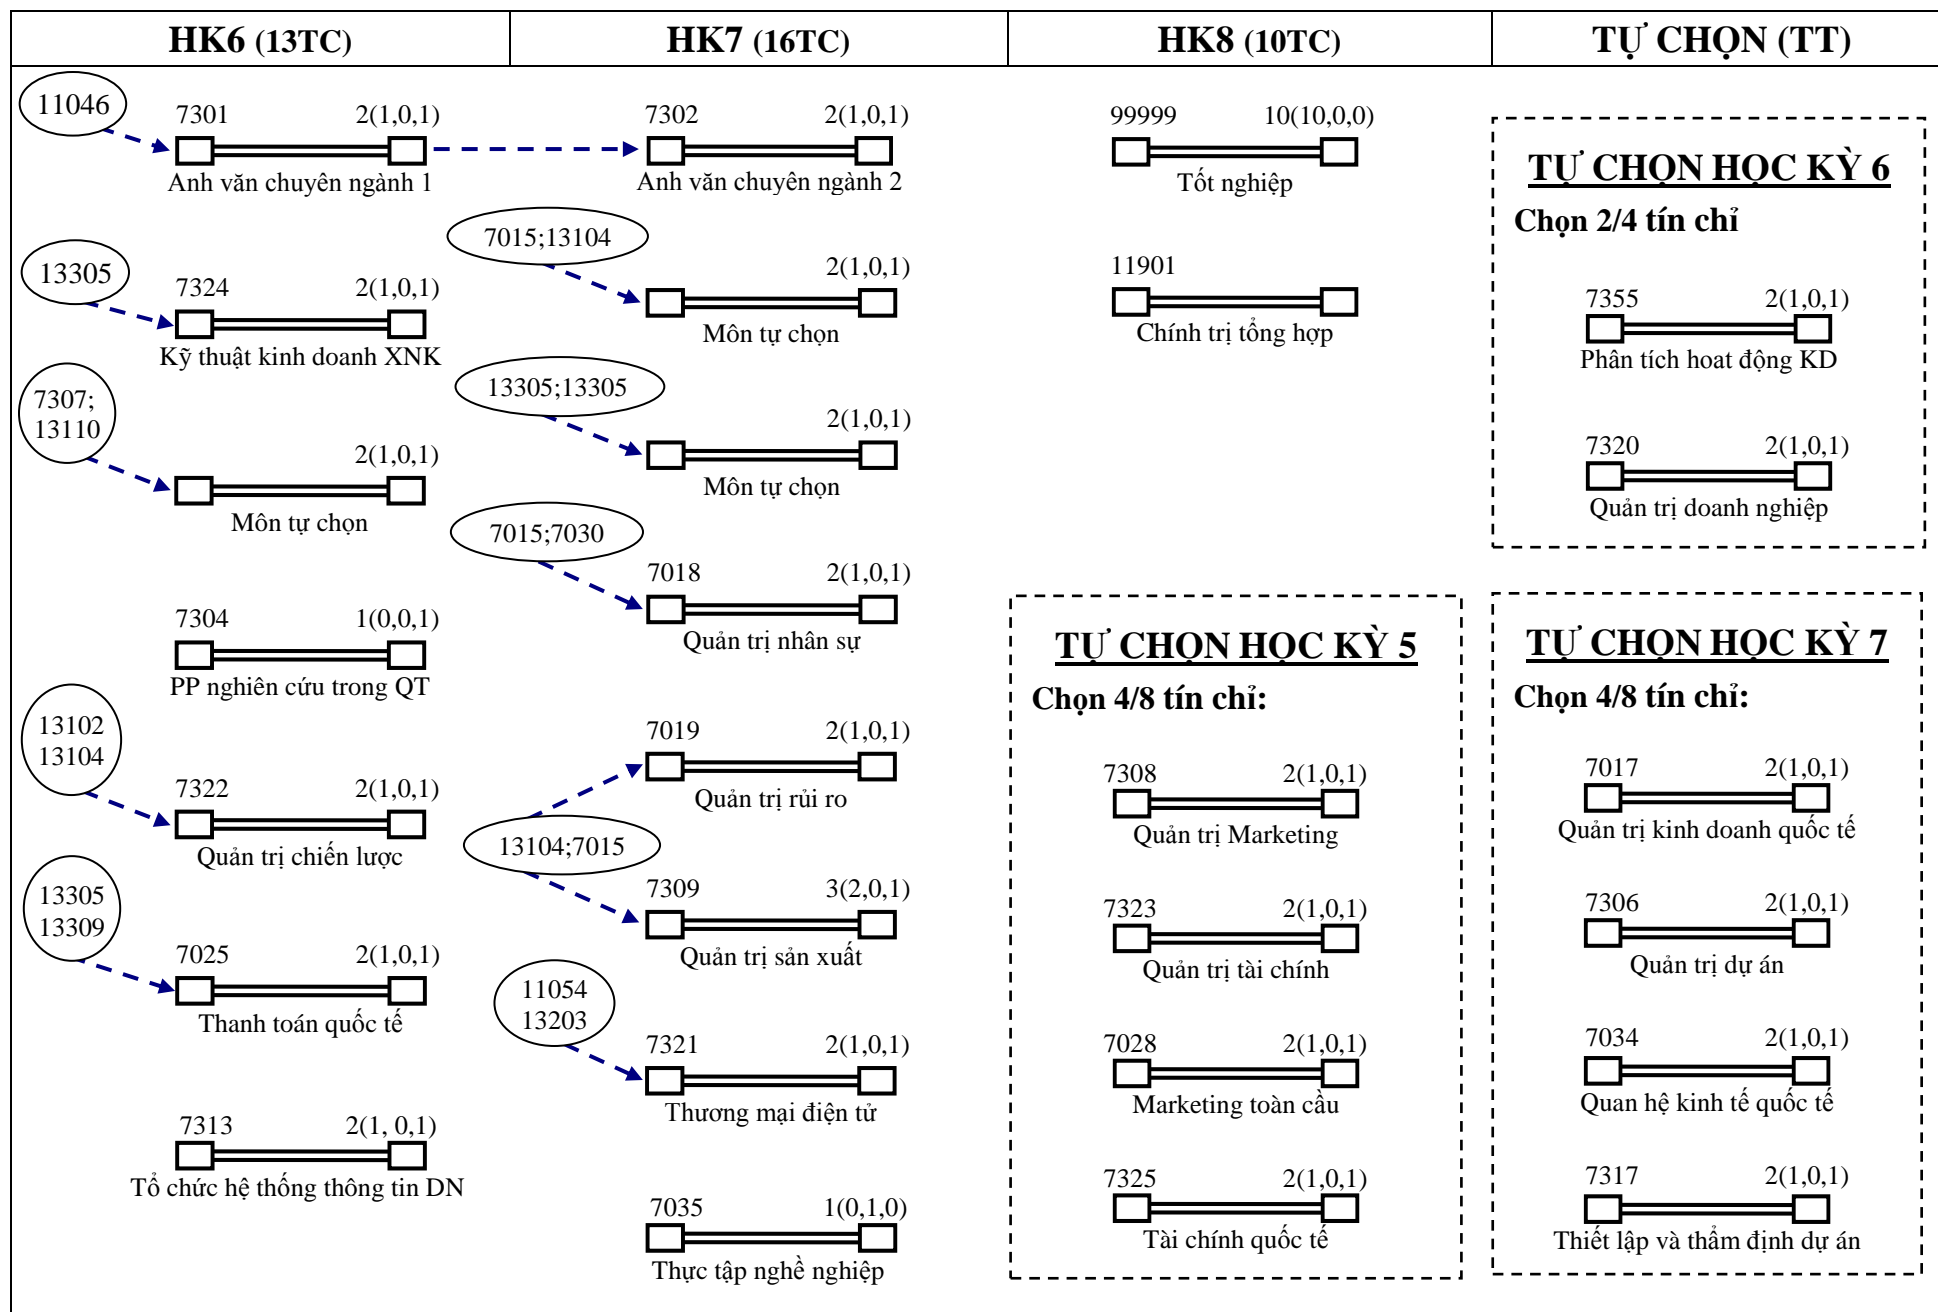 HK6 (13TC)
HK7 (16TC)
HK8 (10TC)
TỰ CHỌN (TT)
11046
7301 2(1,0,1)
Anh văn chuyên ngành 1
13305
7324 2(1,0,1)
Kỹ thuật kinh doanh XNK
7307;
13110
2(1,0,1)
Môn tự chọn
7304 1(0,0,1)
PP nghiên cứu trong QT
13102
13104
7322 2(1,0,1)
Quản trị chiến lược
13305
13309
7025 2(1,0,1)
Thanh toán quốc tế
7313 2(1, 0,1)
Tổ chức hệ thống thông tin DN
7302 2(1,0,1)
Anh văn chuyên ngành 2
7015;13104
2(1,0,1)
Môn tự chọn
13305;13305
2(1,0,1)
Môn tự chọn
7015;7030
7018 2(1,0,1)
Quản trị nhân sự
7019 2(1,0,1)
Quản trị rủi ro
13104;7015
7309 3(2,0,1)
Quản trị sản xuất
11054
13203
7321 2(1,0,1)
Thương mại điện tử
7035 1(0,1,0)
Thực tập nghề nghiệp
99999 10(10,0,0)
Tốt nghiệp
11901
Chính trị tổng hợp
TỰ CHỌN HỌC KỲ 5
Chọn 4/8 tín chỉ:
7308 2(1,0,1)
Quản trị Marketing
7323 2(1,0,1)
Quản trị tài chính
7028 2(1,0,1)
Marketing toàn cầu
7325 2(1,0,1)
Tài chính quốc tế
TỰ CHỌN HỌC KỲ 6
Chọn 2/4 tín chỉ
7355 2(1,0,1)
Phân tích hoat động KD
7320 2(1,0,1)
Quản trị doanh nghiệp
TỰ CHỌN HỌC KỲ 7
Chọn 4/8 tín chỉ:
7017 2(1,0,1)
Quản trị kinh doanh quốc tế
7306 2(1,0,1)
Quản trị dự án
7034 2(1,0,1)
Quan hệ kinh tế quốc tế
7317 2(1,0,1)
Thiết lập và thẩm định dự án